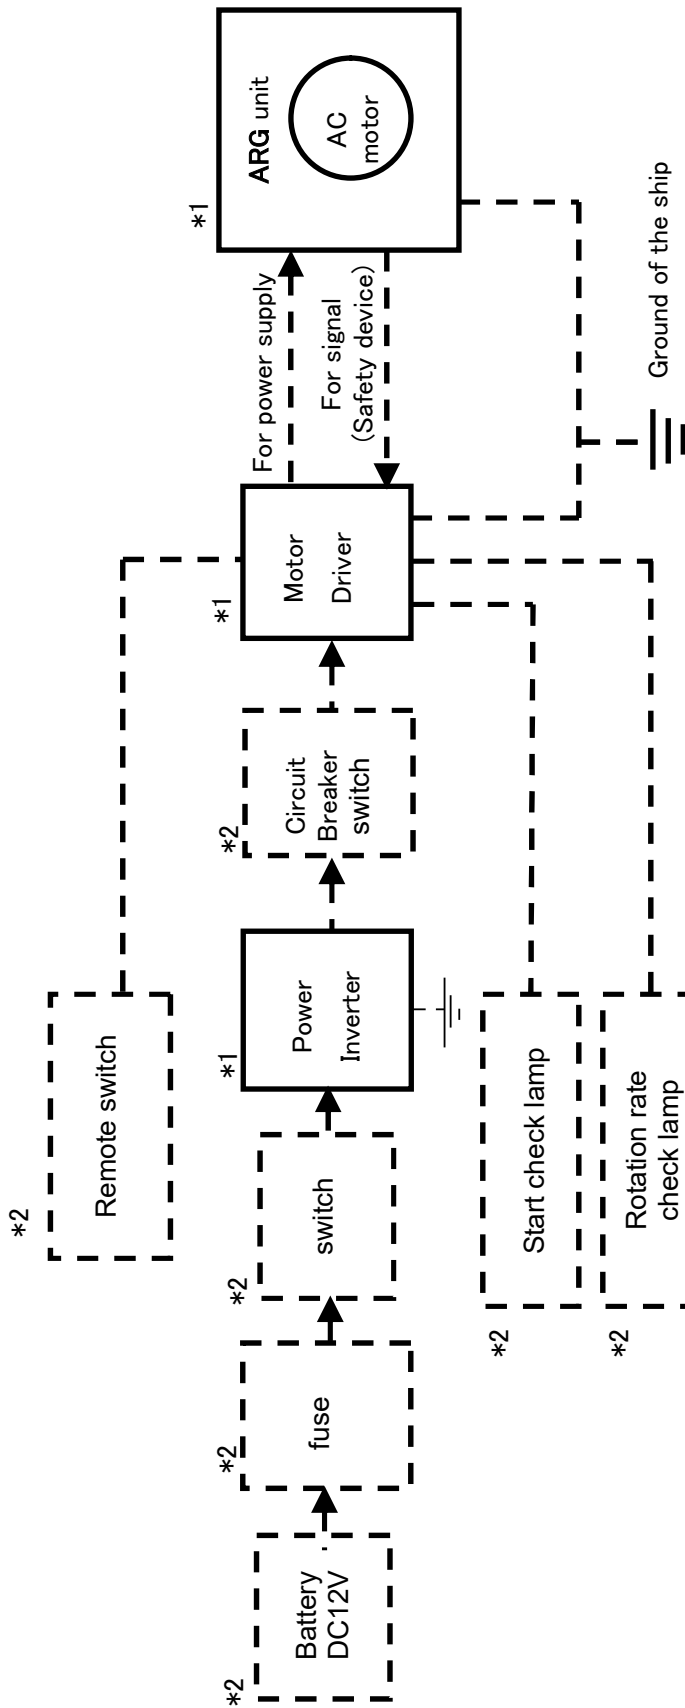 *2
Remote switch
*2
Battery
DC12V
*2
fuse
*2
switch
*1
Power
Inverter
*2
Circuit
Breaker
switch
*1
Motor
Driver
For power supply
For signal
(Safety device)
*1
ARG unit
AC
motor
*2
Start check lamp
*2
Rotation rate
check lamp
Ground of the ship